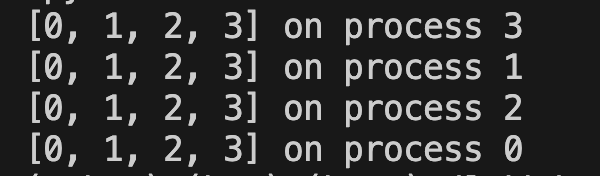 [0, 1, 2, 3] on process 3
[0, 1, 2, 3] on process 1
[0, 1, 2, 3] on process 2
[0, 1, 2, 3] on process 0